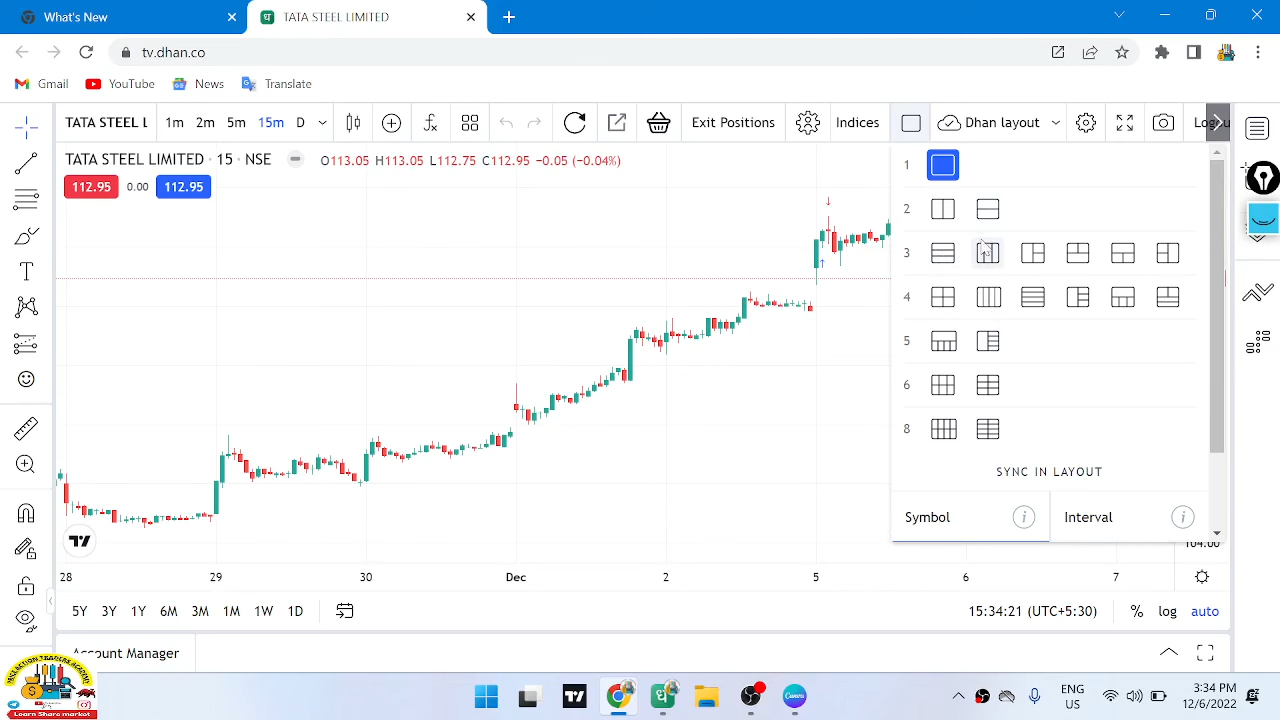 What's New
TATA STEEL LIMITED
tv.dhan.co
Gmail
YouTube
News
Translate
TATA STEEL L
1m 2m 5m 15m D
Exit Positions
Indices
Dhan layout
TATA STEEL LIMITED · 15 · NSE
O113.05 H113.05 L112.75 C112.95 −0.05 (−0.04%)
112.95 0.00 112.95
1
2
3
4
5
6
8
SYNC IN LAYOUT
Symbol
Interval
28 29 30 Dec 2 5 6 7
5Y 3Y 1Y 6M 3M 1M 1W 1D
15:34:21 (UTC+5:30)
% log auto
Account Manager
Learn Share market
ENG
US
3:34 PM
12/6/2022